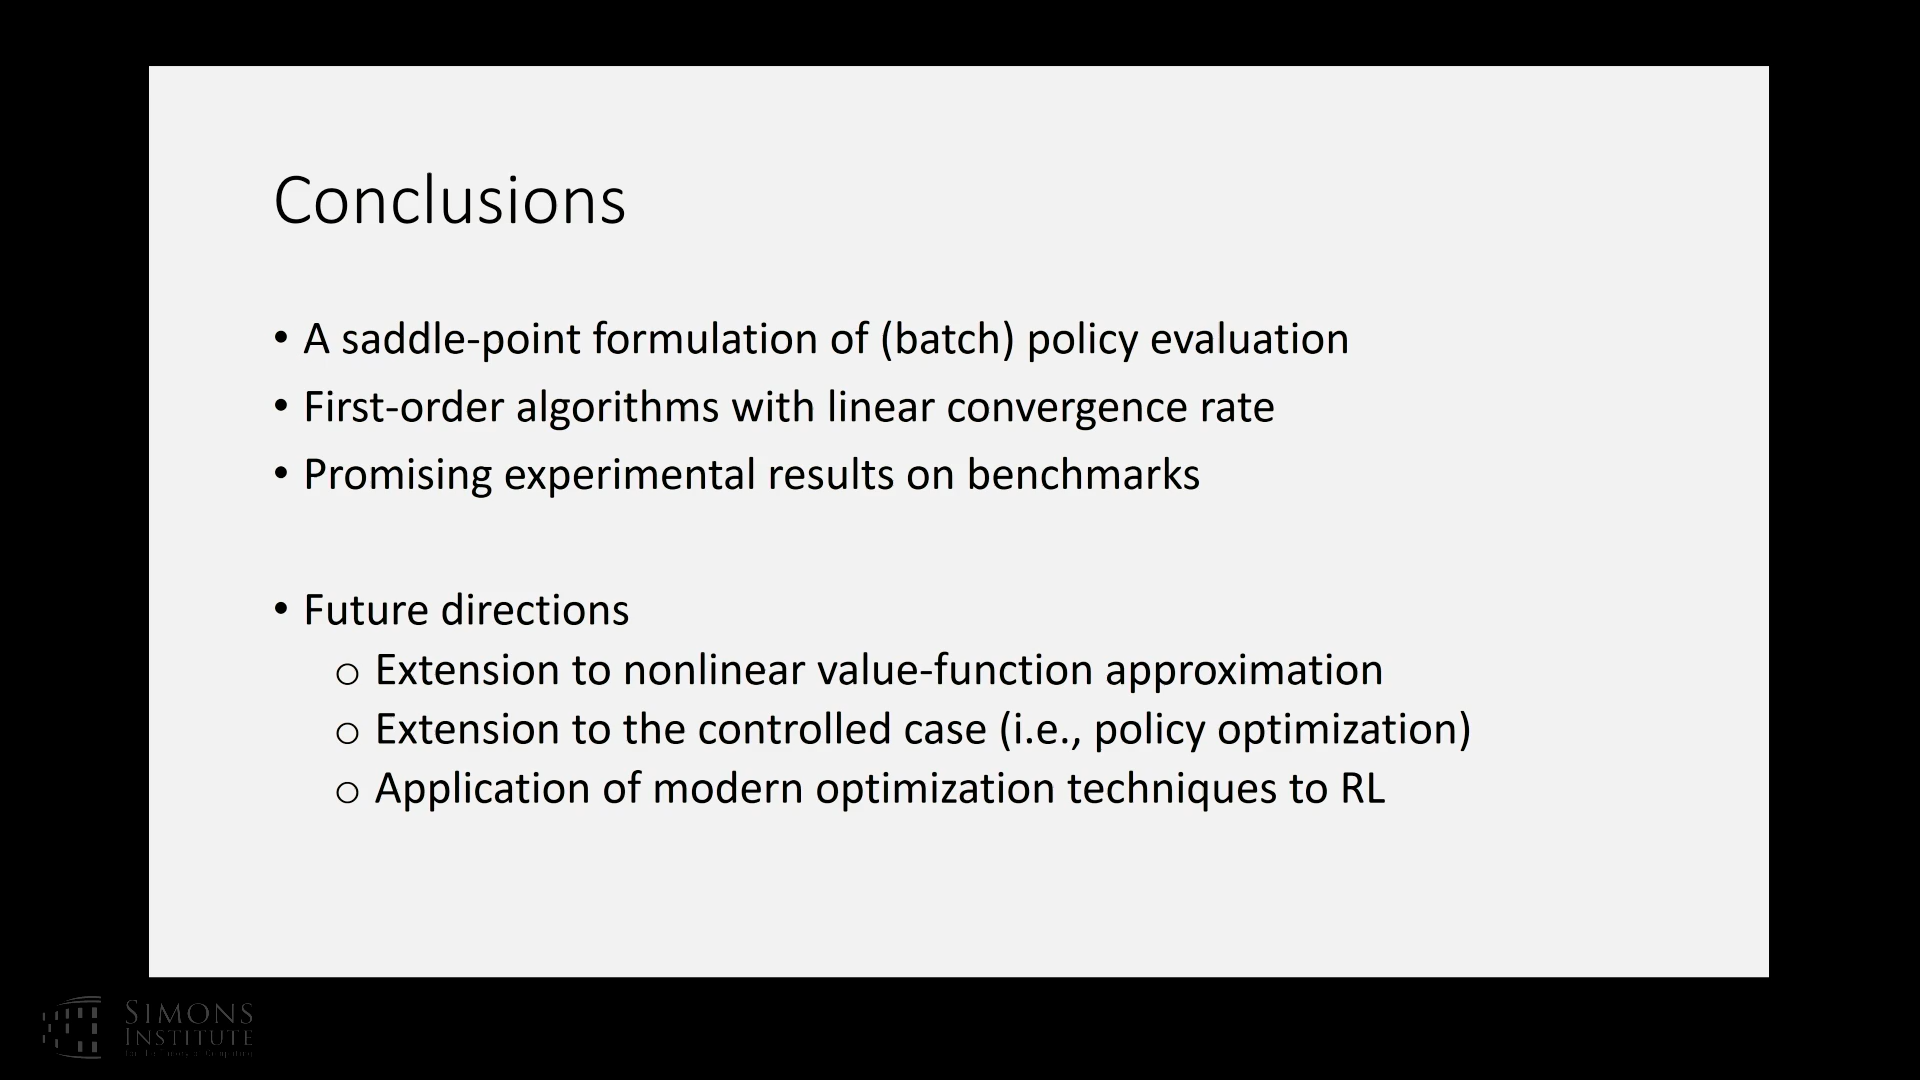 Conclusions
• A saddle-point formulation of (batch) policy evaluation
• First-order algorithms with linear convergence rate
• Promising experimental results on benchmarks
• Future directions
o Extension to nonlinear value-function approximation
o Extension to the controlled case (i.e., policy optimization)
o Application of modern optimization techniques to RL
SIMONS
INSTITUTE